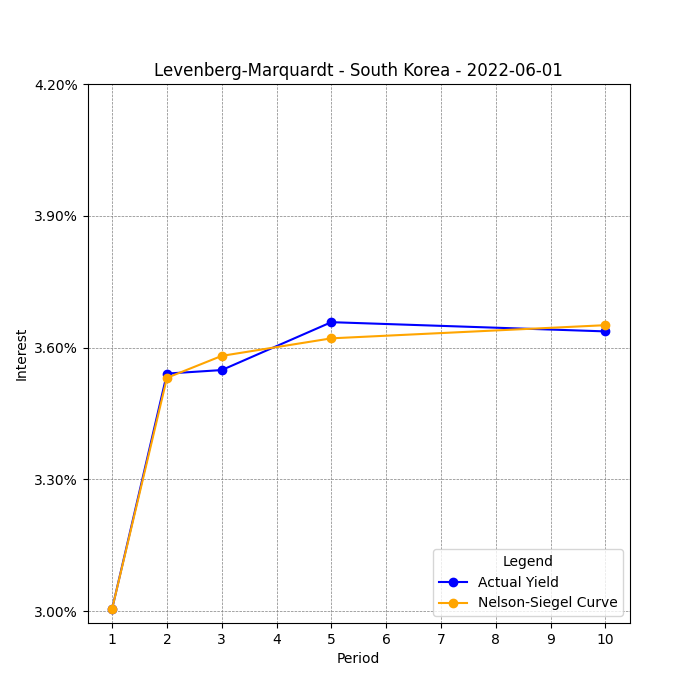 Levenberg-Marquardt - South Korea - 2022-06-01
4.20%
3.90%
3.60%
3.30%
3.00%
Interest
1 2 3 4 5 6 7 8 9 10
Period
Legend
Actual Yield
Nelson-Siegel Curve